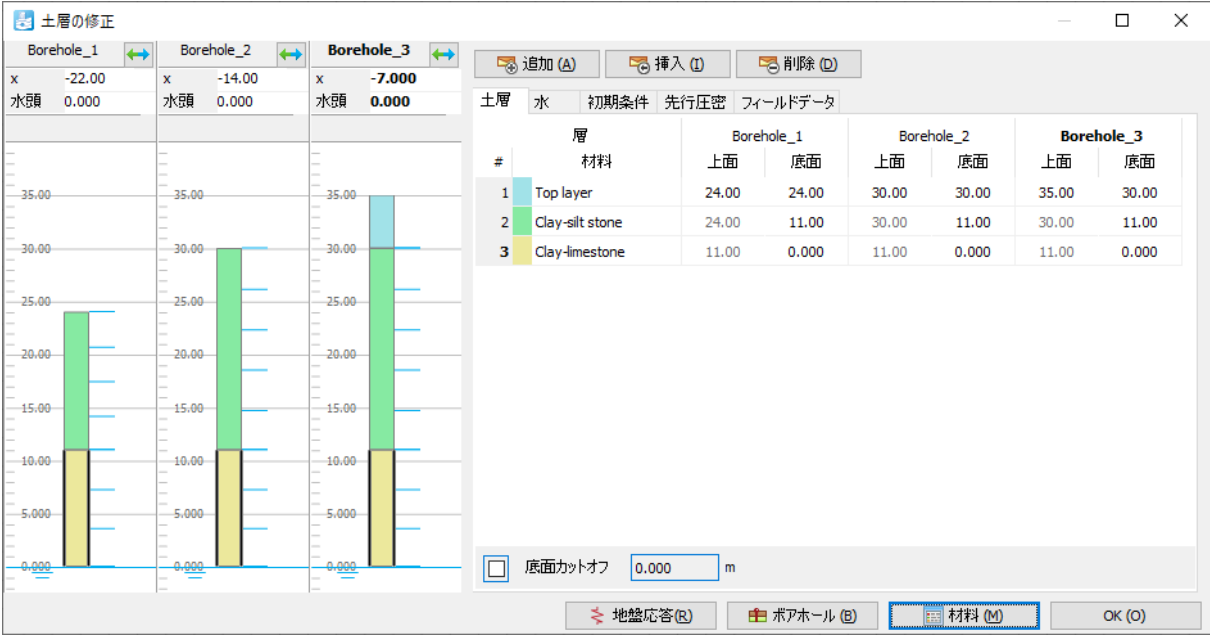 土層の修正
Borehole_1 Borehole_2 Borehole_3
x -22.00 x -14.00 x -7.000
水頭 0.000 水頭 0.000 水頭 0.000
35.00 35.00 35.00
30.00 30.00 30.00
25.00 25.00 25.00
20.00 20.00 20.00
15.00 15.00 15.00
10.00 10.00 10.00
5.000 5.000 5.000
0.000 0.000 0.000
追加 (A) 挿入 (I) 削除 (D)
土層 水 初期条件 先行圧密 フィールドデータ
層 Borehole_1 Borehole_2 Borehole_3
# 材料 上面 底面 上面 底面 上面 底面
1 Top layer 24.00 24.00 30.00 30.00 35.00 30.00
2 Clay-silt stone 24.00 11.00 30.00 11.00 30.00 11.00
3 Clay-limestone 11.00 0.000 11.00 0.000 11.00 0.000
底面カットオフ 0.000 m
地盤応答(R) ボアホール (B) 材料 (M) OK (O)